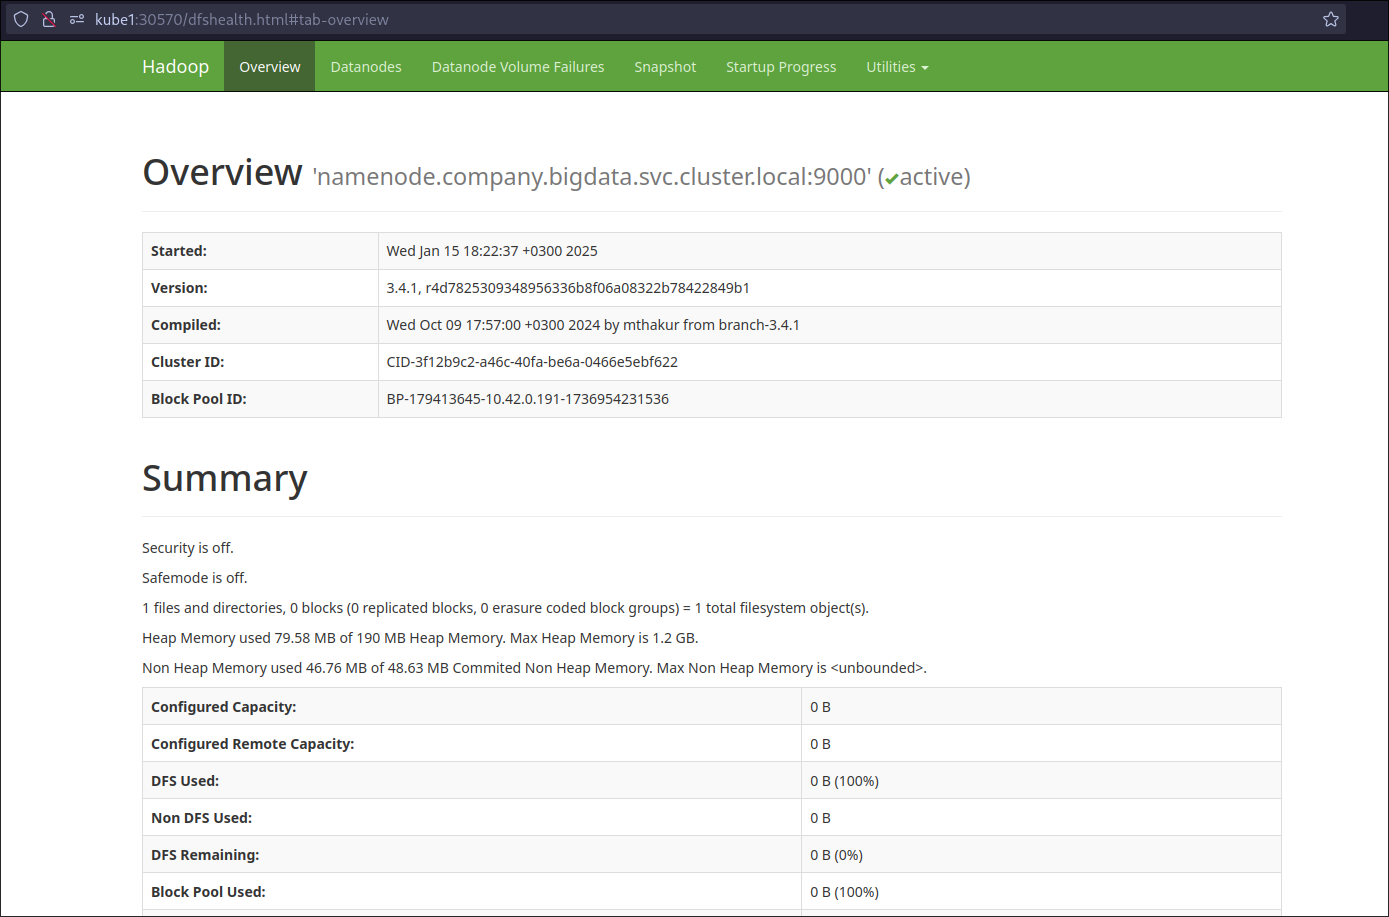 kube1:30570/dfshealth.html#tab-overview
Hadoop Overview Datanodes Datanode Volume Failures Snapshot Startup Progress Utilities
Overview 'namenode.company.bigdata.svc.cluster.local:9000' (✔active)
Started: Wed Jan 15 18:22:37 +0300 2025
Version: 3.4.1, r4d7825309348956336b8f06a08322b78422849b1
Compiled: Wed Oct 09 17:57:00 +0300 2024 by mthakur from branch-3.4.1
Cluster ID: CID-3f12b9c2-a46c-40fa-be6a-0466e5ebf622
Block Pool ID: BP-179413645-10.42.0.191-1736954231536
Summary
Security is off.
Safemode is off.
1 files and directories, 0 blocks (0 replicated blocks, 0 erasure coded block groups) = 1 total filesystem object(s).
Heap Memory used 79.58 MB of 190 MB Heap Memory. Max Heap Memory is 1.2 GB.
Non Heap Memory used 46.76 MB of 48.63 MB Commited Non Heap Memory. Max Non Heap Memory is <unbounded>.
Configured Capacity: 0 B
Configured Remote Capacity: 0 B
DFS Used: 0 B (100%)
Non DFS Used: 0 B
DFS Remaining: 0 B (0%)
Block Pool Used: 0 B (100%)